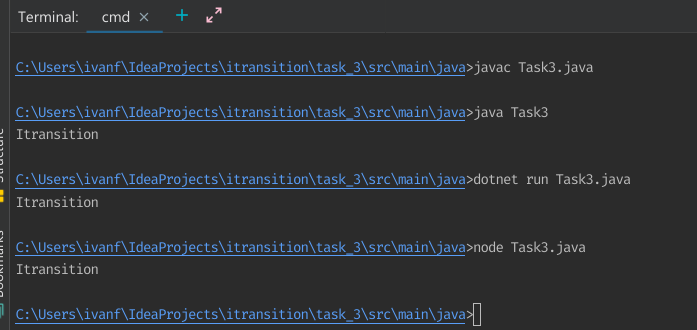 Terminal: cmd
C:\Users\ivanf\IdeaProjects\itransition\task_3\src\main\java>javac Task3.java
C:\Users\ivanf\IdeaProjects\itransition\task_3\src\main\java>java Task3
Itransition
C:\Users\ivanf\IdeaProjects\itransition\task_3\src\main\java>dotnet run Task3.java
Itransition
C:\Users\ivanf\IdeaProjects\itransition\task_3\src\main\java>node Task3.java
Itransition
C:\Users\ivanf\IdeaProjects\itransition\task_3\src\main\java>